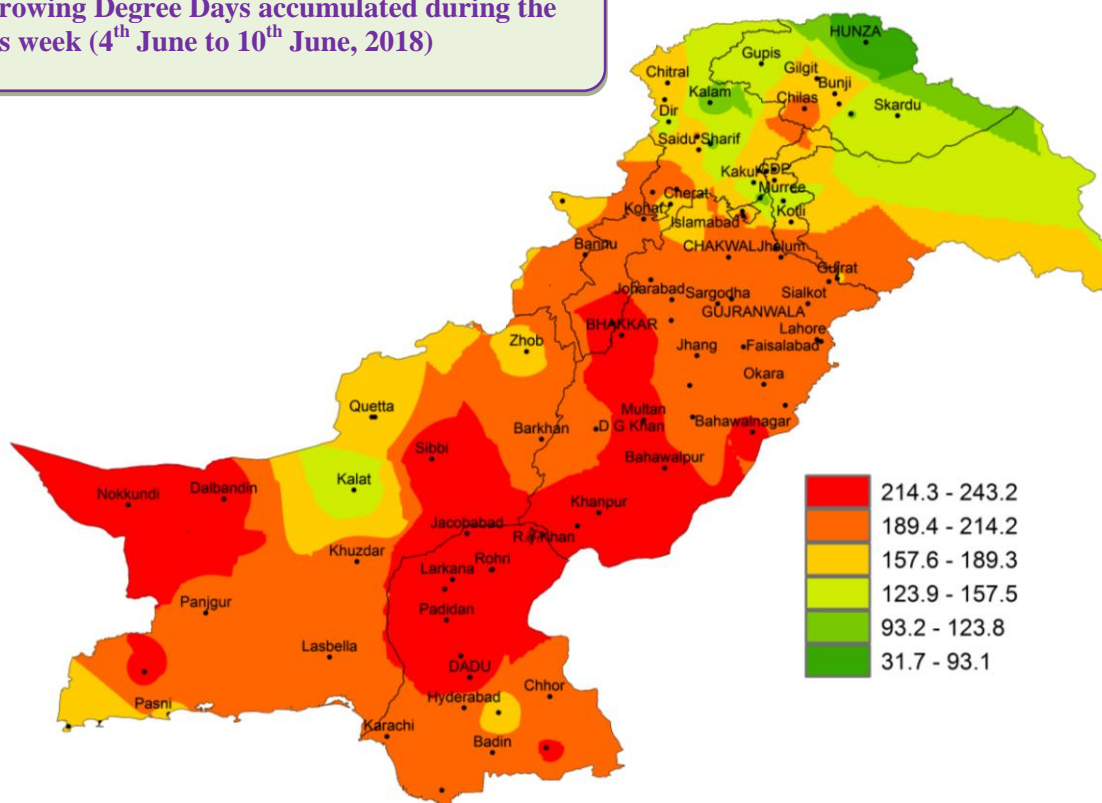 rowing Degree Days accumulated during the
s week (4th June to 10th June, 2018)
HUNZA
Gupis
Gilgit
Chitral
Bunji
Kalam
Chilas
Skardu
Dir
Saidu Sharif
Kakul
GDP
Murree
Cherat
Kohat
Kotli
Islamabad
Bannu
CHAKWAL
Jhelum
Gujrat
Joharabad
Sargodha
Sialkot
GUJRANWALA
BHAKKAR
Lahore
Zhob
Jhang
Faisalabad
Okara
Quetta
Multan
Barkhan
D G Khan
Bahawalnagar
Sibbi
Bahawalpur
Kalat
Nokkundi
Dalbandin
Khanpur
Jacobabad
R.Y.Khan
Khuzdar
Rohri
Larkana
Panjgur
Padidan
Lasbella
DADU
Chhor
Hyderabad
Pasni
Karachi
Badin
214.3 - 243.2
189.4 - 214.2
157.6 - 189.3
123.9 - 157.5
93.2 - 123.8
31.7 - 93.1